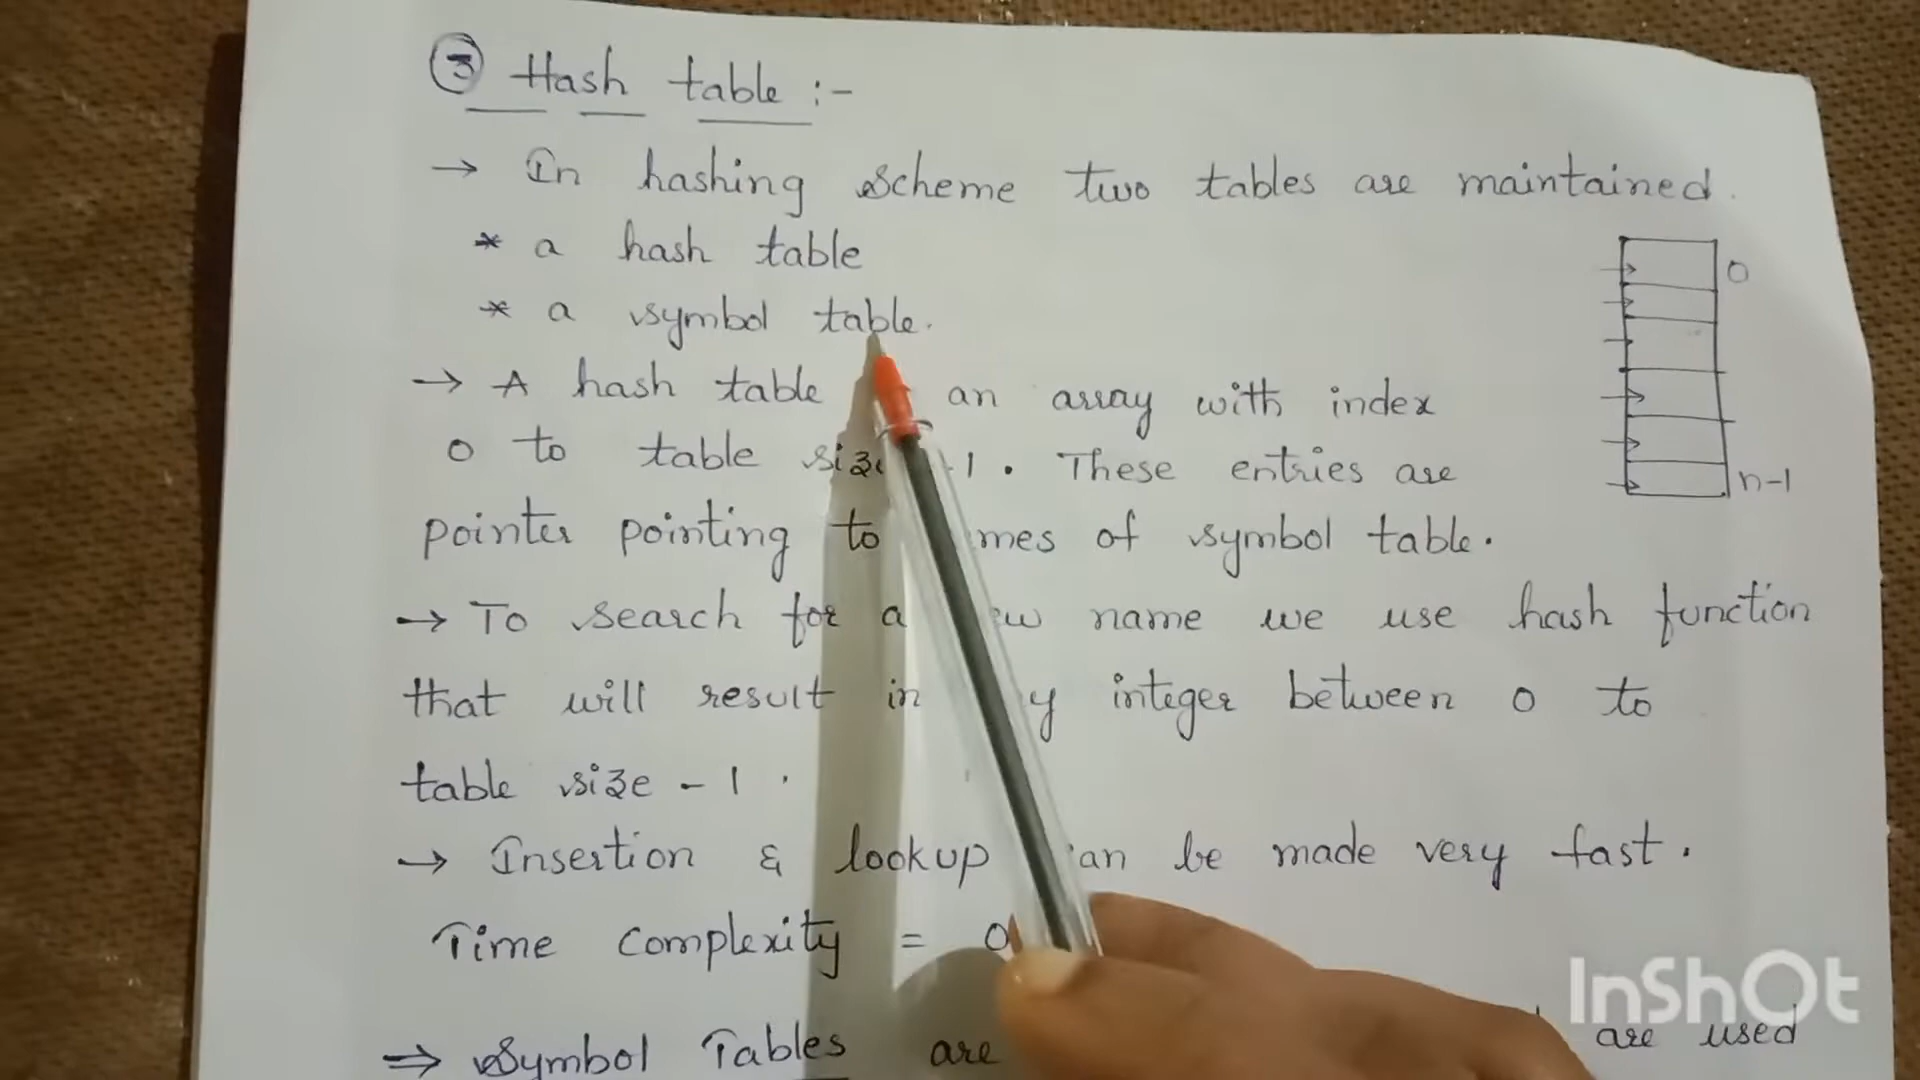 ③ Hash table :-
→ In hashing scheme two tables are maintained.
* a hash table
* a symbol table.
0
→ A hash table an array with index
0 to table size -1. These entries are
n-1
pointer pointing to of symbol table.
→ To search for a name we use hash function
that will result in integer between 0 to
table size - 1.
→ Insertion & lookup be made very fast.
Time complexity =
⇒ Symbol Tables are are used
InShOt